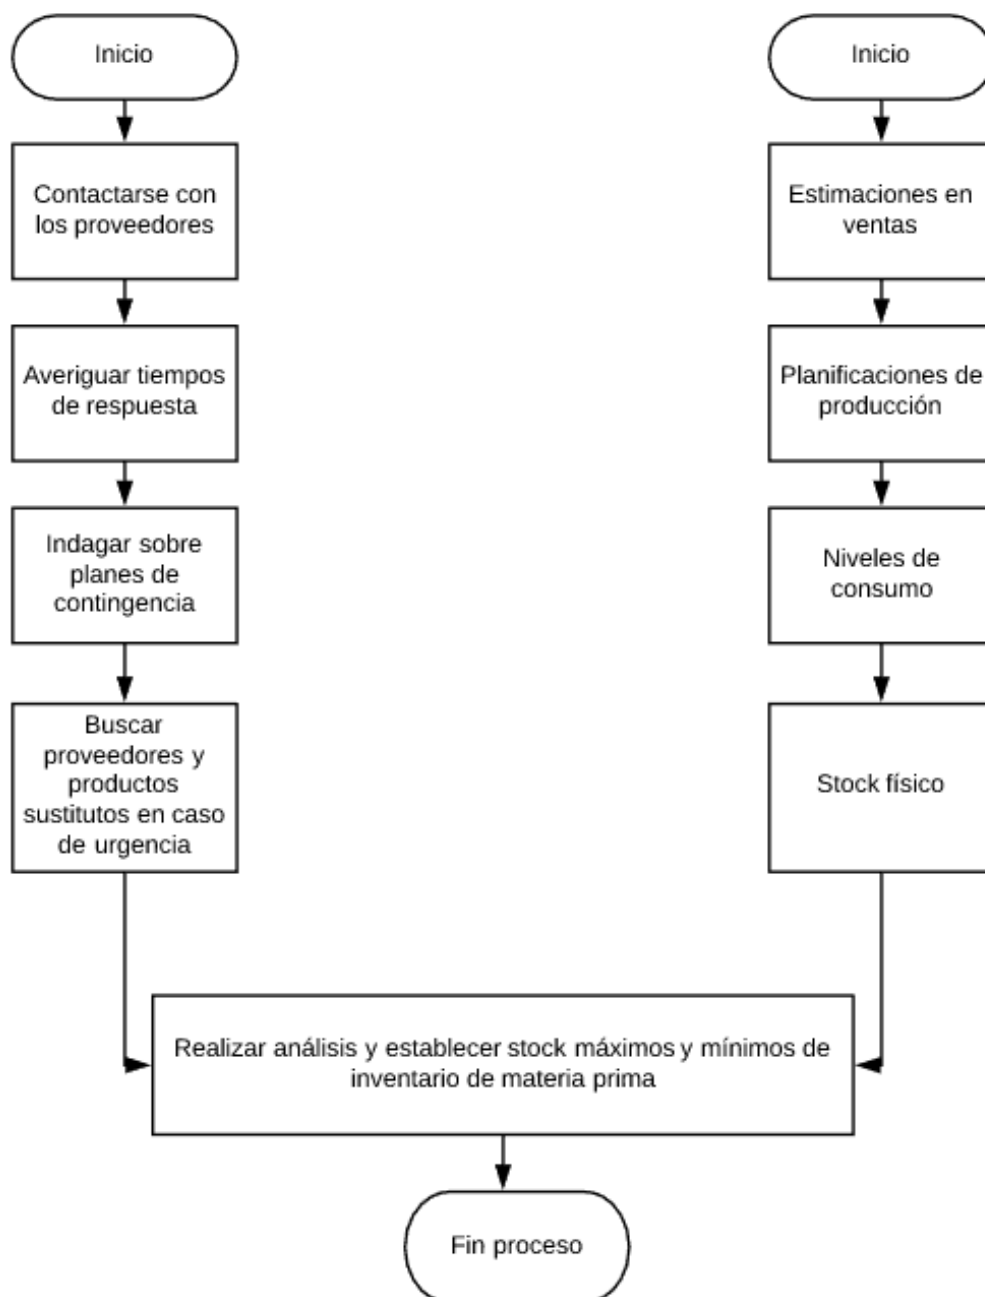 Inicio
Contactarse con
los proveedores
Averiguar tiempos
de respuesta
Indagar sobre
planes de
contingencia
Buscar
proveedores y
productos
sustitutos en caso
de urgencia
Inicio
Estimaciones en
ventas
Planificaciones de
producción
Niveles de
consumo
Stock físico
Realizar análisis y establecer stock máximos y mínimos de
inventario de materia prima
Fin proceso